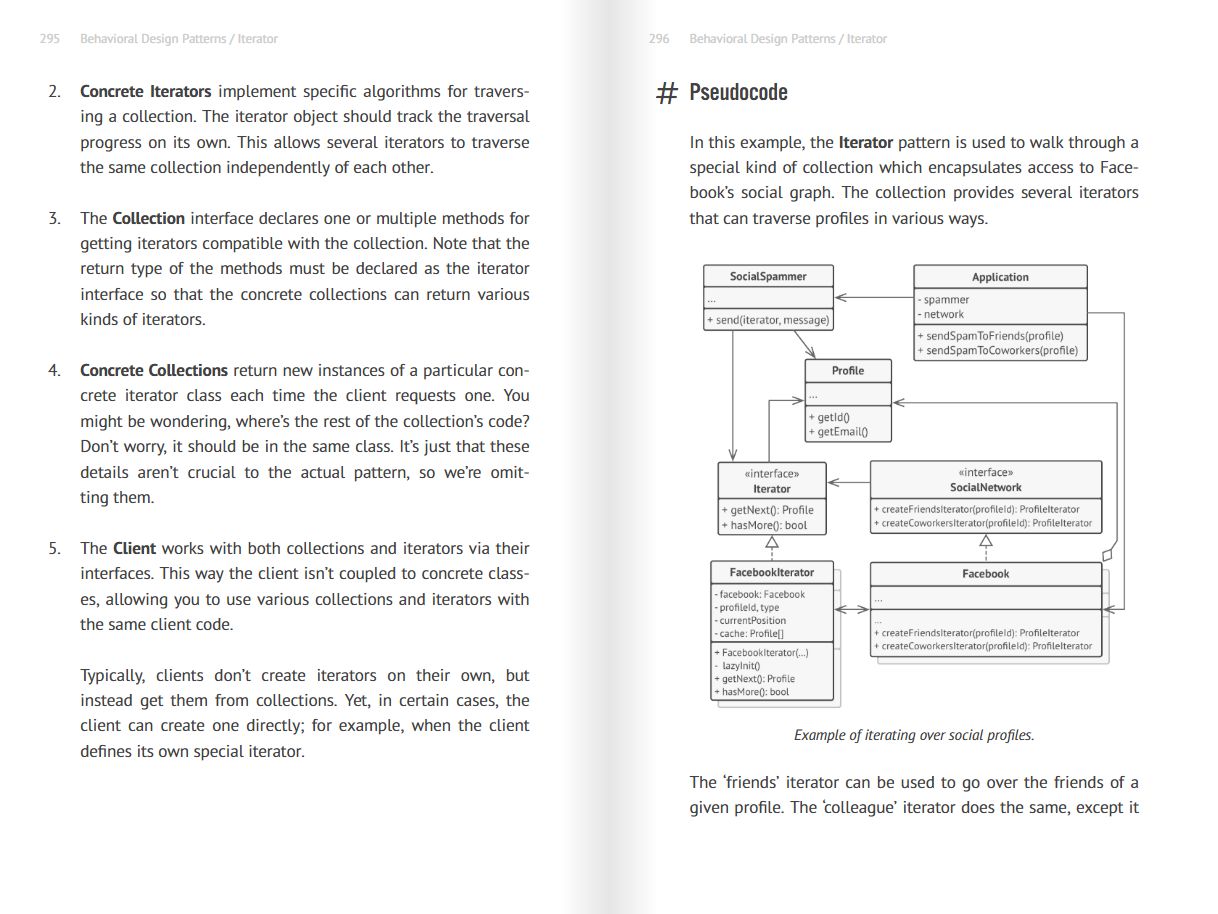 295 Behavioral Design Patterns / Iterator
2. Concrete Iterators implement specific algorithms for travers-
ing a collection. The iterator object should track the traversal
progress on its own. This allows several iterators to traverse
the same collection independently of each other.
3. The Collection interface declares one or multiple methods for
getting iterators compatible with the collection. Note that the
return type of the methods must be declared as the iterator
interface so that the concrete collections can return various
kinds of iterators.
4. Concrete Collections return new instances of a particular con-
crete iterator class each time the client requests one. You
might be wondering, where's the rest of the collection's code?
Don't worry, it should be in the same class. It's just that these
details aren't crucial to the actual pattern, so we're omit-
ting them.
5. The Client works with both collections and iterators via their
interfaces. This way the client isn't coupled to concrete class-
es, allowing you to use various collections and iterators with
the same client code.
Typically, clients don't create iterators on their own, but
instead get them from collections. Yet, in certain cases, the
client can create one directly; for example, when the client
defines its own special iterator.
296 Behavioral Design Patterns / Iterator
# Pseudocode
In this example, the Iterator pattern is used to walk through a
special kind of collection which encapsulates access to Face-
book's social graph. The collection provides several iterators
that can traverse profiles in various ways.
SocialSpammer
...
+ send(iterator, message)
Application
- spammer
- network
+ sendSpamToFriends(profile)
+ sendSpamToCoworkers(profile)
Profile
...
+ getId()
+ getEmail()
«interface»
Iterator
+ getNext(): Profile
+ hasMore(): bool
«interface»
SocialNetwork
+ createFriendsIterator(profileId): ProfileIterator
+ createCoworkersIterator(profileId): ProfileIterator
FacebookIterator
- facebook: Facebook
- profileId, type
- currentPosition
- cache: Profile[]
+ FacebookIterator(...)
- lazyInit()
+ getNext(): Profile
+ hasMore(): bool
Facebook
...
...
+ createFriendsIterator(profileId): ProfileIterator
+ createCoworkersIterator(profileId): ProfileIterator
Example of iterating over social profiles.
The ‘friends’ iterator can be used to go over the friends of a
given profile. The ‘colleague’ iterator does the same, except it